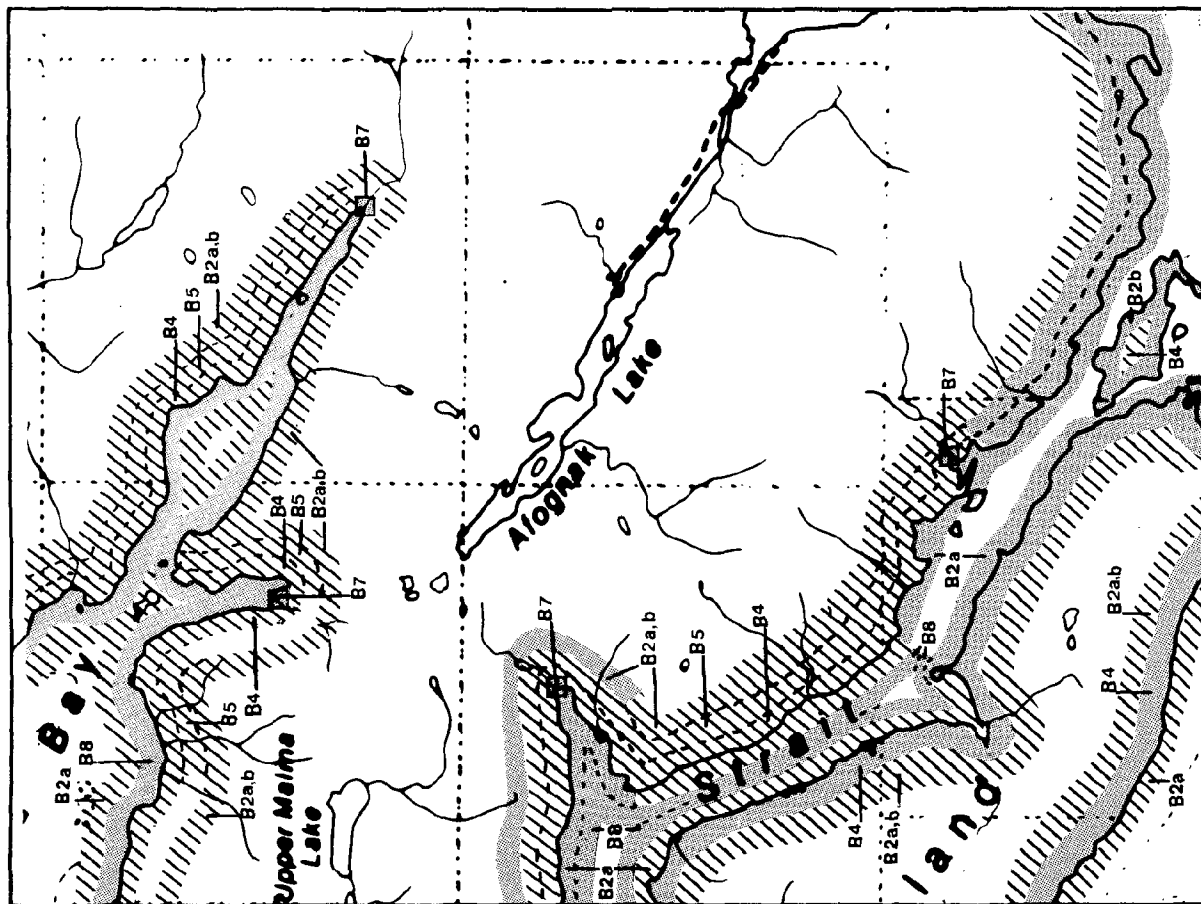 B7
B2a,b
B5
B4
Afognak
Lake
B2b
B4
B7
B4
B5
B2a,b
B7
B7
B2a
B8
B2a,b
B5
B4
B4
B5
Bay
B8
B2a
B2a,b
Upper Malina
Lake
Strait
B8
B2a
B4
B2a,b
land
B2a,b
B4
B2a